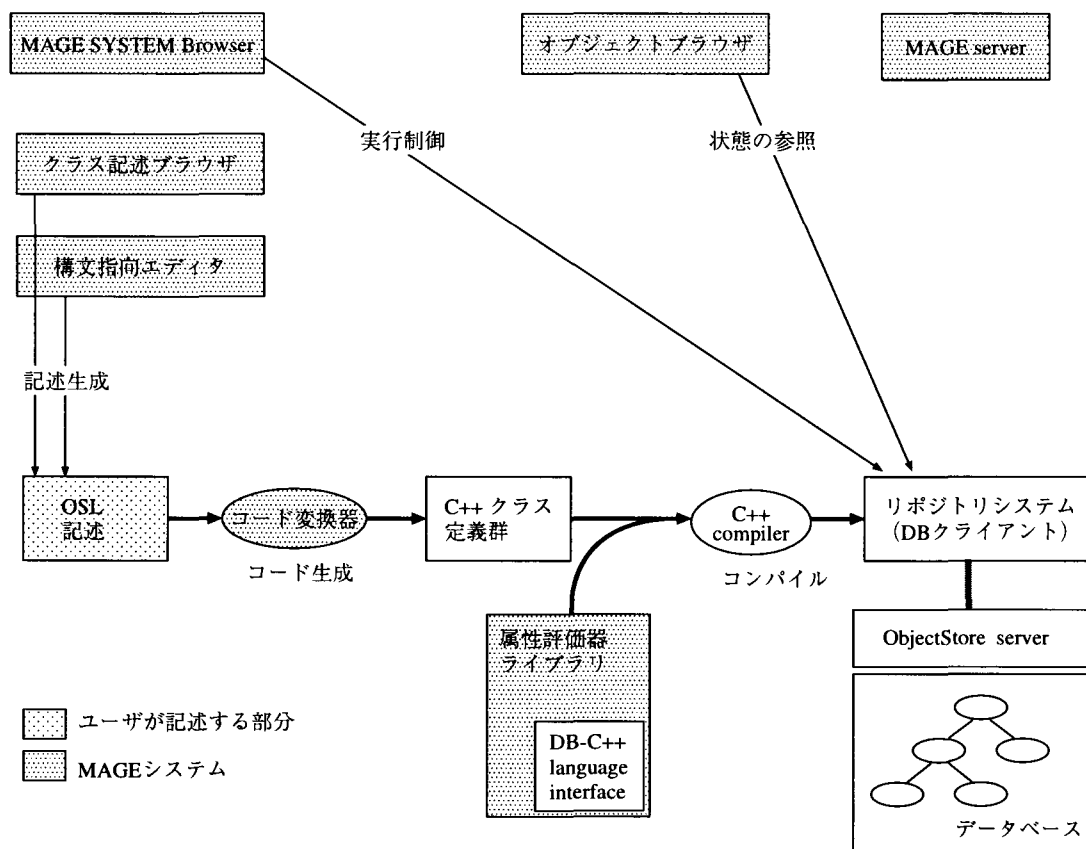 MAGE SYSTEM Browser
オブジェクトブラウザ
MAGE server
実行制御
状態の参照
クラス記述ブラウザ
構文指向エディタ
記述生成
OSL
記述
コード変換器
コード生成
C++ クラス
定義群
C++
compiler
コンパイル
リポジトリシステム
(DBクライアント)
属性評価器
ライブラリ
DB-C++
language
interface
ObjectStore server
データベース
ユーザが記述する部分
MAGEシステム